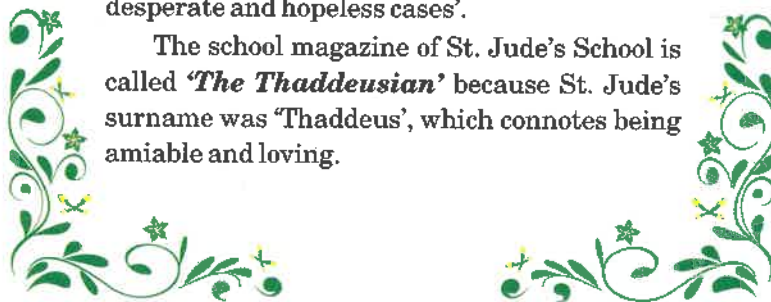 desperate and hopeless cases'.
The school magazine of St. Jude's School is
called 'The Thaddeusian' because St. Jude's
surname was 'Thaddeus', which connotes being
amiable and loving.